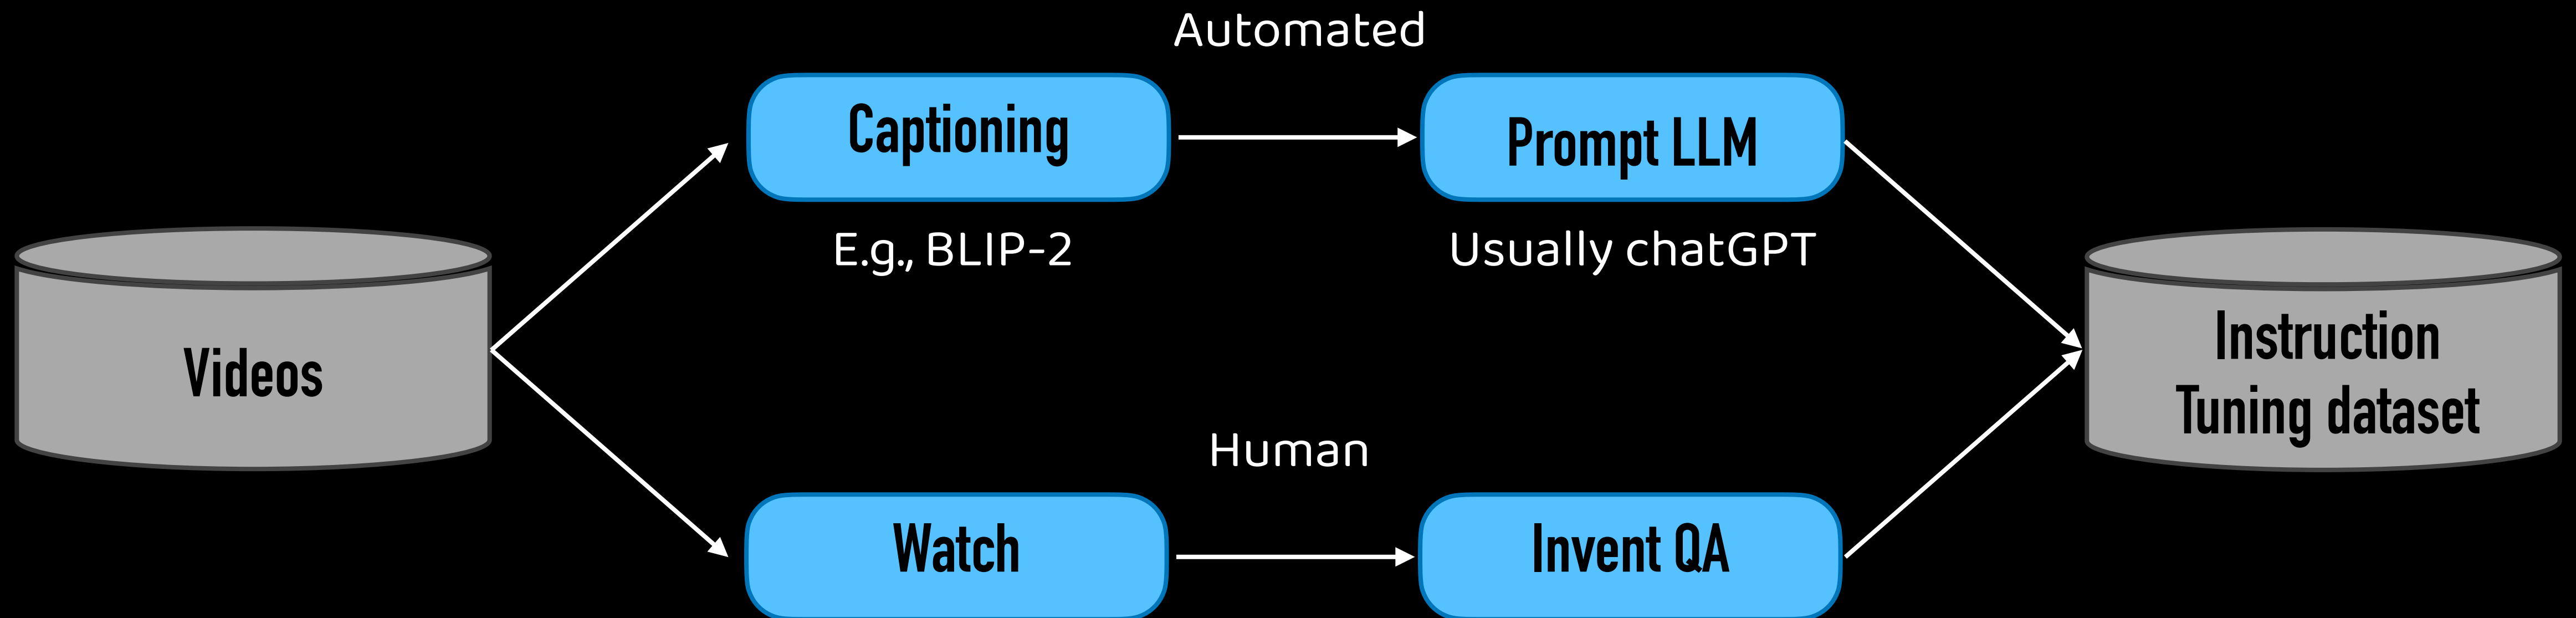 Automated
Captioning
Prompt LLM
E.g., BLIP-2
Usually chatGPT
Videos
Instruction
Tuning dataset
Human
Watch
Invent QA